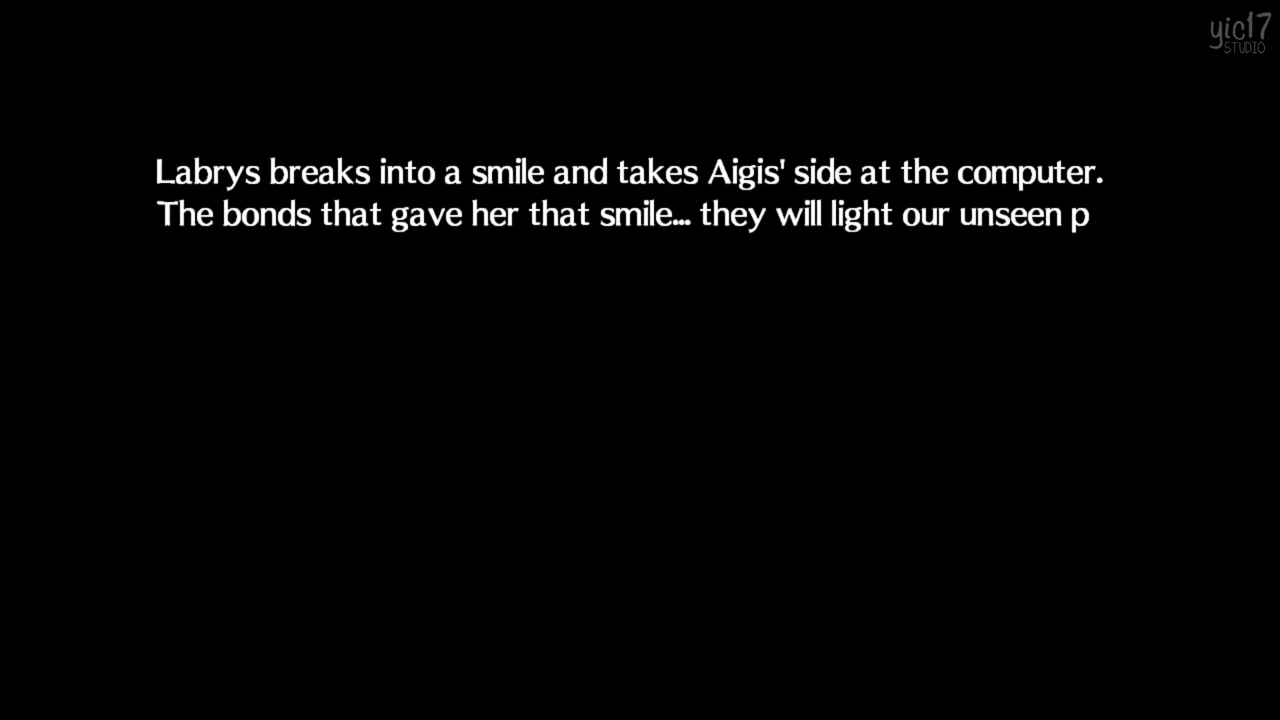 yic17
STUDIO
Labrys breaks into a smile and takes Aigis' side at the computer.
The bonds that gave her that smile... they will light our unseen p